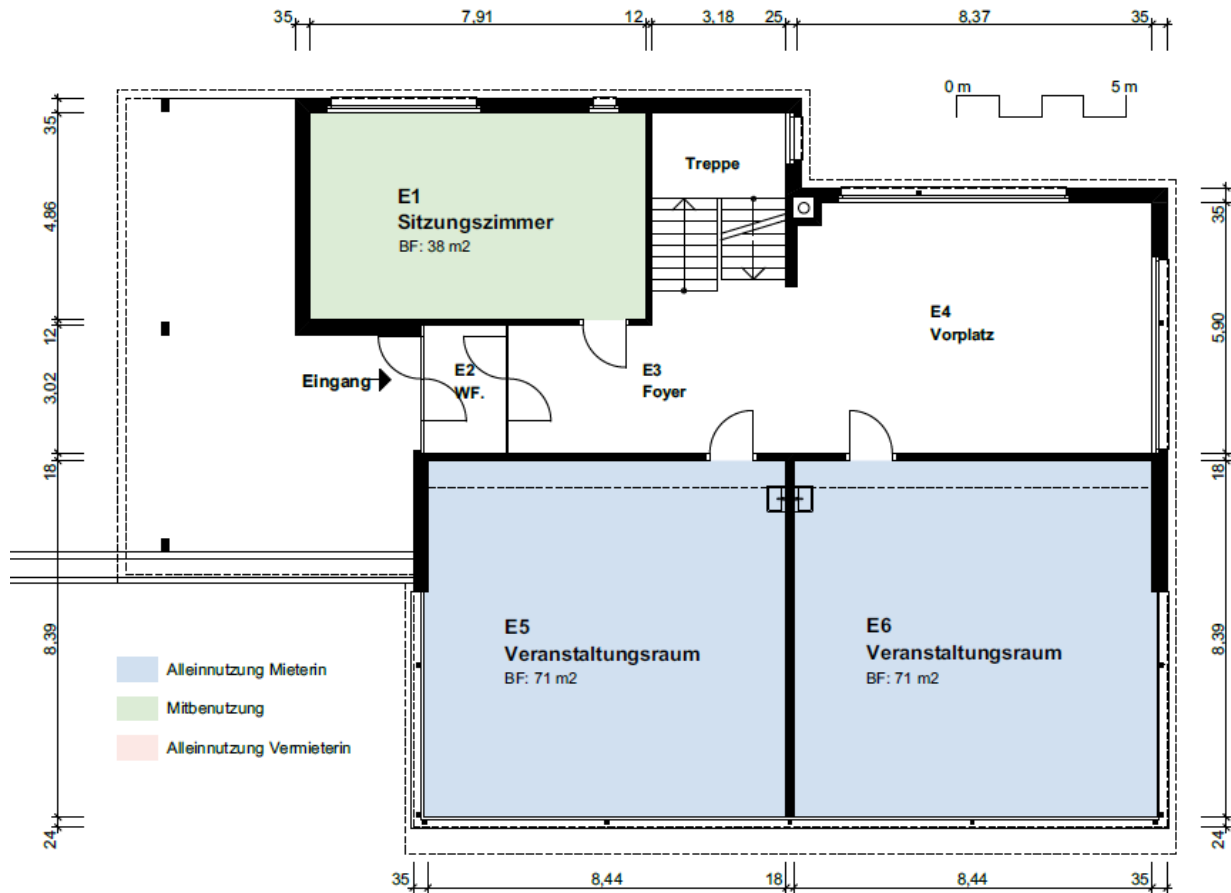 35 7,91 12 3,18 25 8,37 35
0 m 5 m
35
4,86
12
3,02
18
8,39
24
Treppe
E1
Sitzungszimmer
BF: 38 m2
E4
Vorplatz
Eingang
E2
WF.
E3
Foyer
35
5,90
18
8,39
24
E5
Veranstaltungsraum
BF: 71 m2
E6
Veranstaltungsraum
BF: 71 m2
Alleinnutzung Mieterin
Mitbenutzung
Alleinnutzung Vermieterin
35 8,44 18 8,44 35